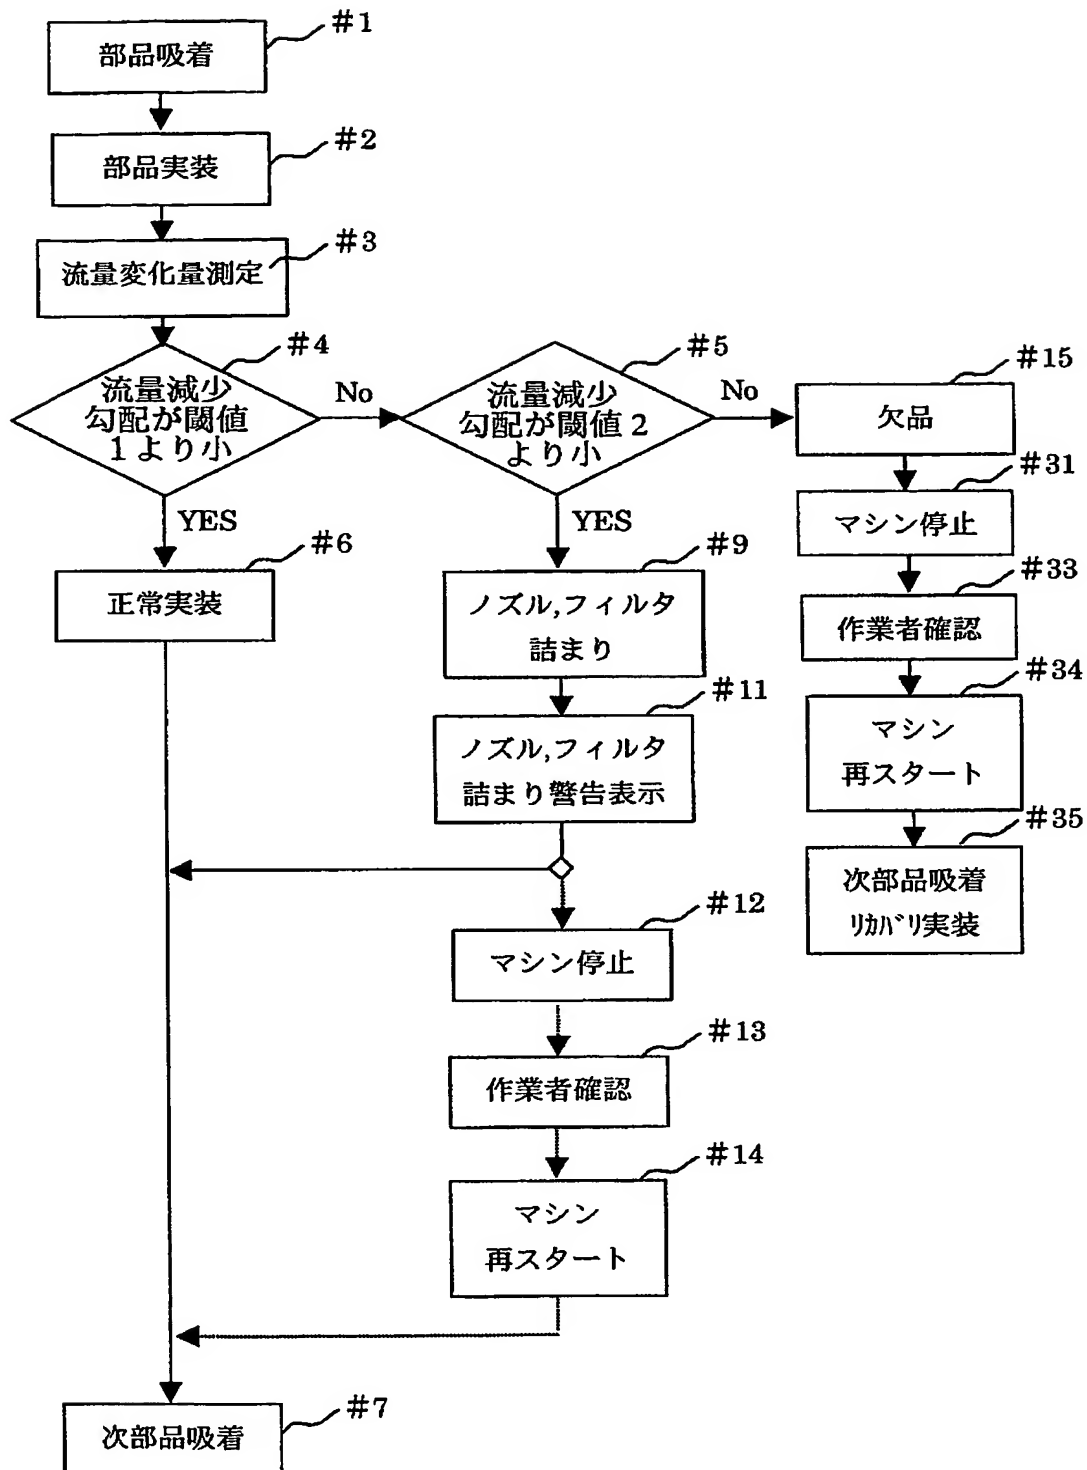 #1
部品吸着
#2
部品実装
#3
流量変化量測定
#4
流量減少
勾配が閾値
1より小
No
YES
#5
流量減少
勾配が閾値2
より小
No
YES
#15
欠品
#31
マシン停止
#33
作業者確認
#34
マシン
再スタート
#35
次部品吸着
ﾘｶﾊﾞﾘ実装
#6
正常実装
#9
ノズル,フィルタ
詰まり
#11
ノズル,フィルタ
詰まり警告表示
#12
マシン停止
#13
作業者確認
#14
マシン
再スタート
#7
次部品吸着